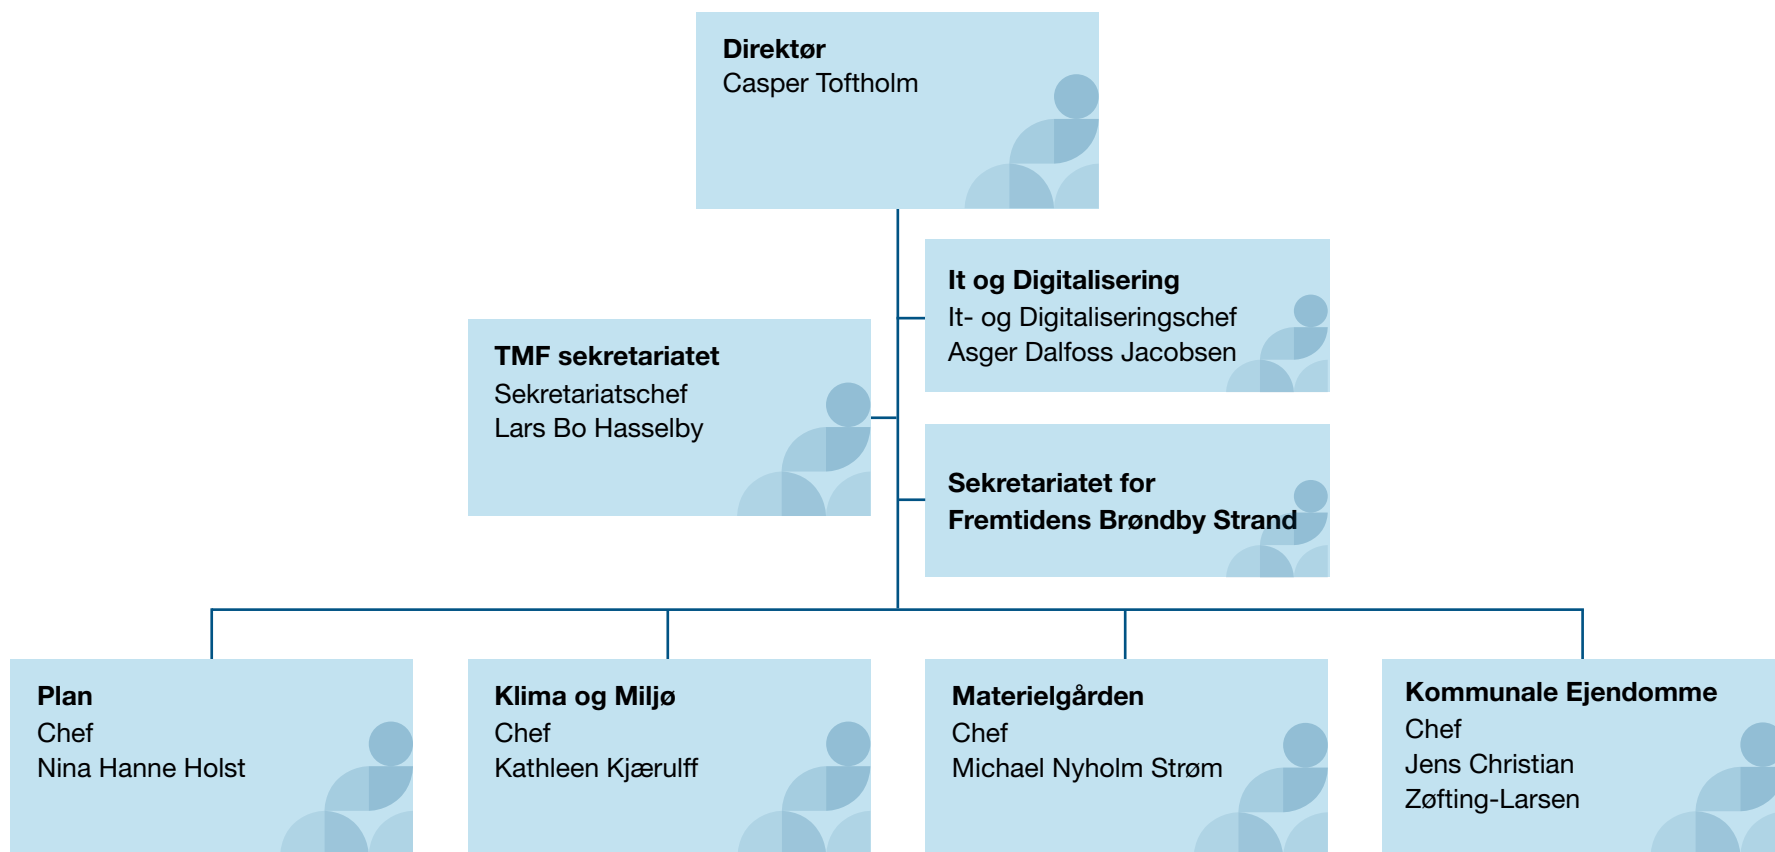 Direktør
Casper Toftholm
It og Digitalisering
It- og Digitaliseringschef
Asger Dalfoss Jacobsen
TMF sekretariatet
Sekretariatschef
Lars Bo Hasselby
Sekretariatet for
Fremtidens Brøndby Strand
Plan
Chef
Nina Hanne Holst
Klima og Miljø
Chef
Kathleen Kjærulff
Materielgården
Chef
Michael Nyholm Strøm
Kommunale Ejendomme
Chef
Jens Christian
Zøfting-Larsen